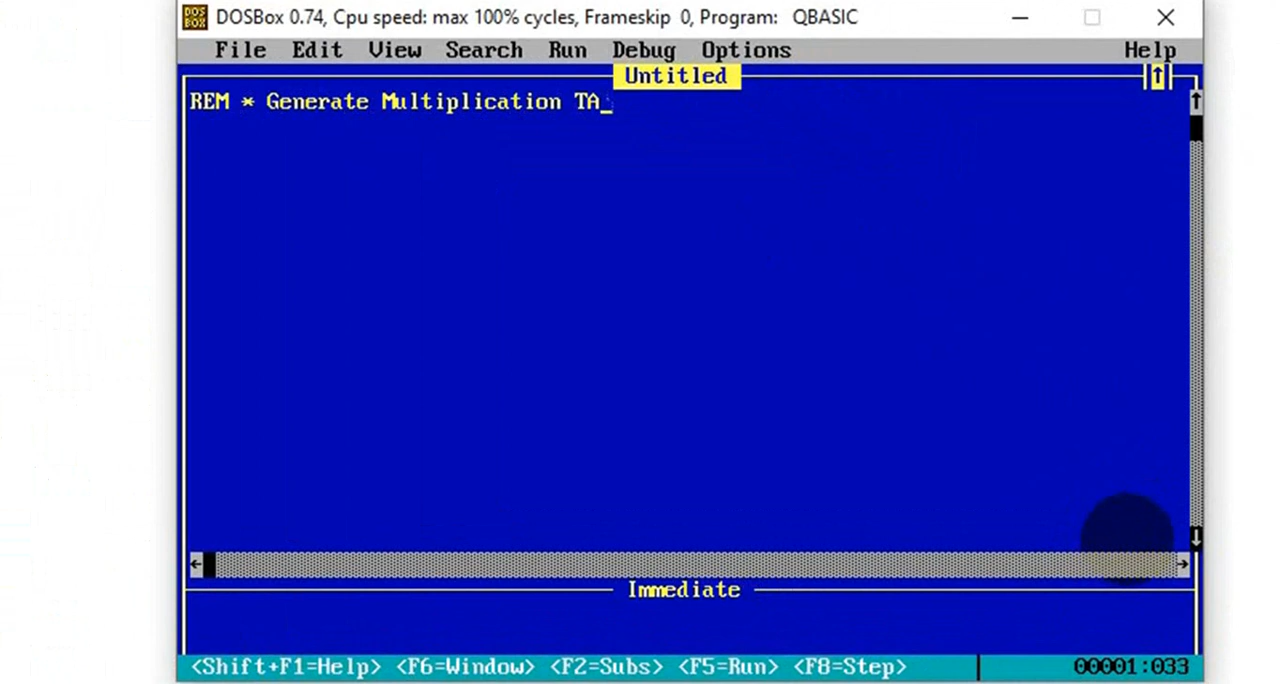 DOSBox 0.74, Cpu speed: max 100% cycles, Frameskip 0, Program: QBASIC
File Edit View Search Run Debug Options Help
Untitled
REM * Generate Multiplication TA_
Immediate
<Shift+F1=Help> <F6=Window> <F2=Subs> <F5=Run> <F8=Step> 00001:033